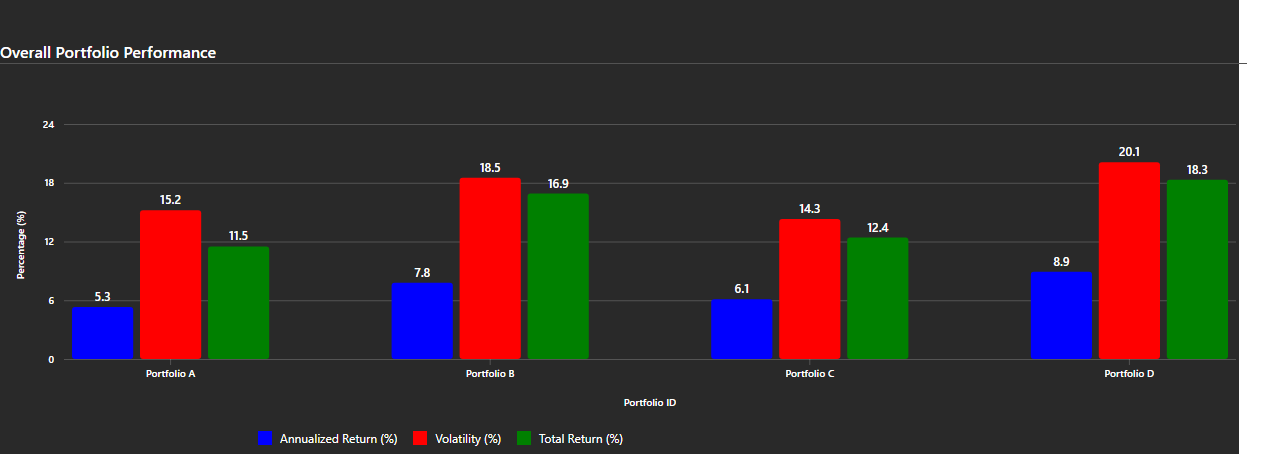 Overall Portfolio Performance
24
18
12
6
0
Percentage (%)
5.3
15.2
11.5
7.8
18.5
16.9
6.1
14.3
12.4
8.9
20.1
18.3
Portfolio A
Portfolio B
Portfolio C
Portfolio D
Portfolio ID
Annualized Return (%)
Volatility (%)
Total Return (%)